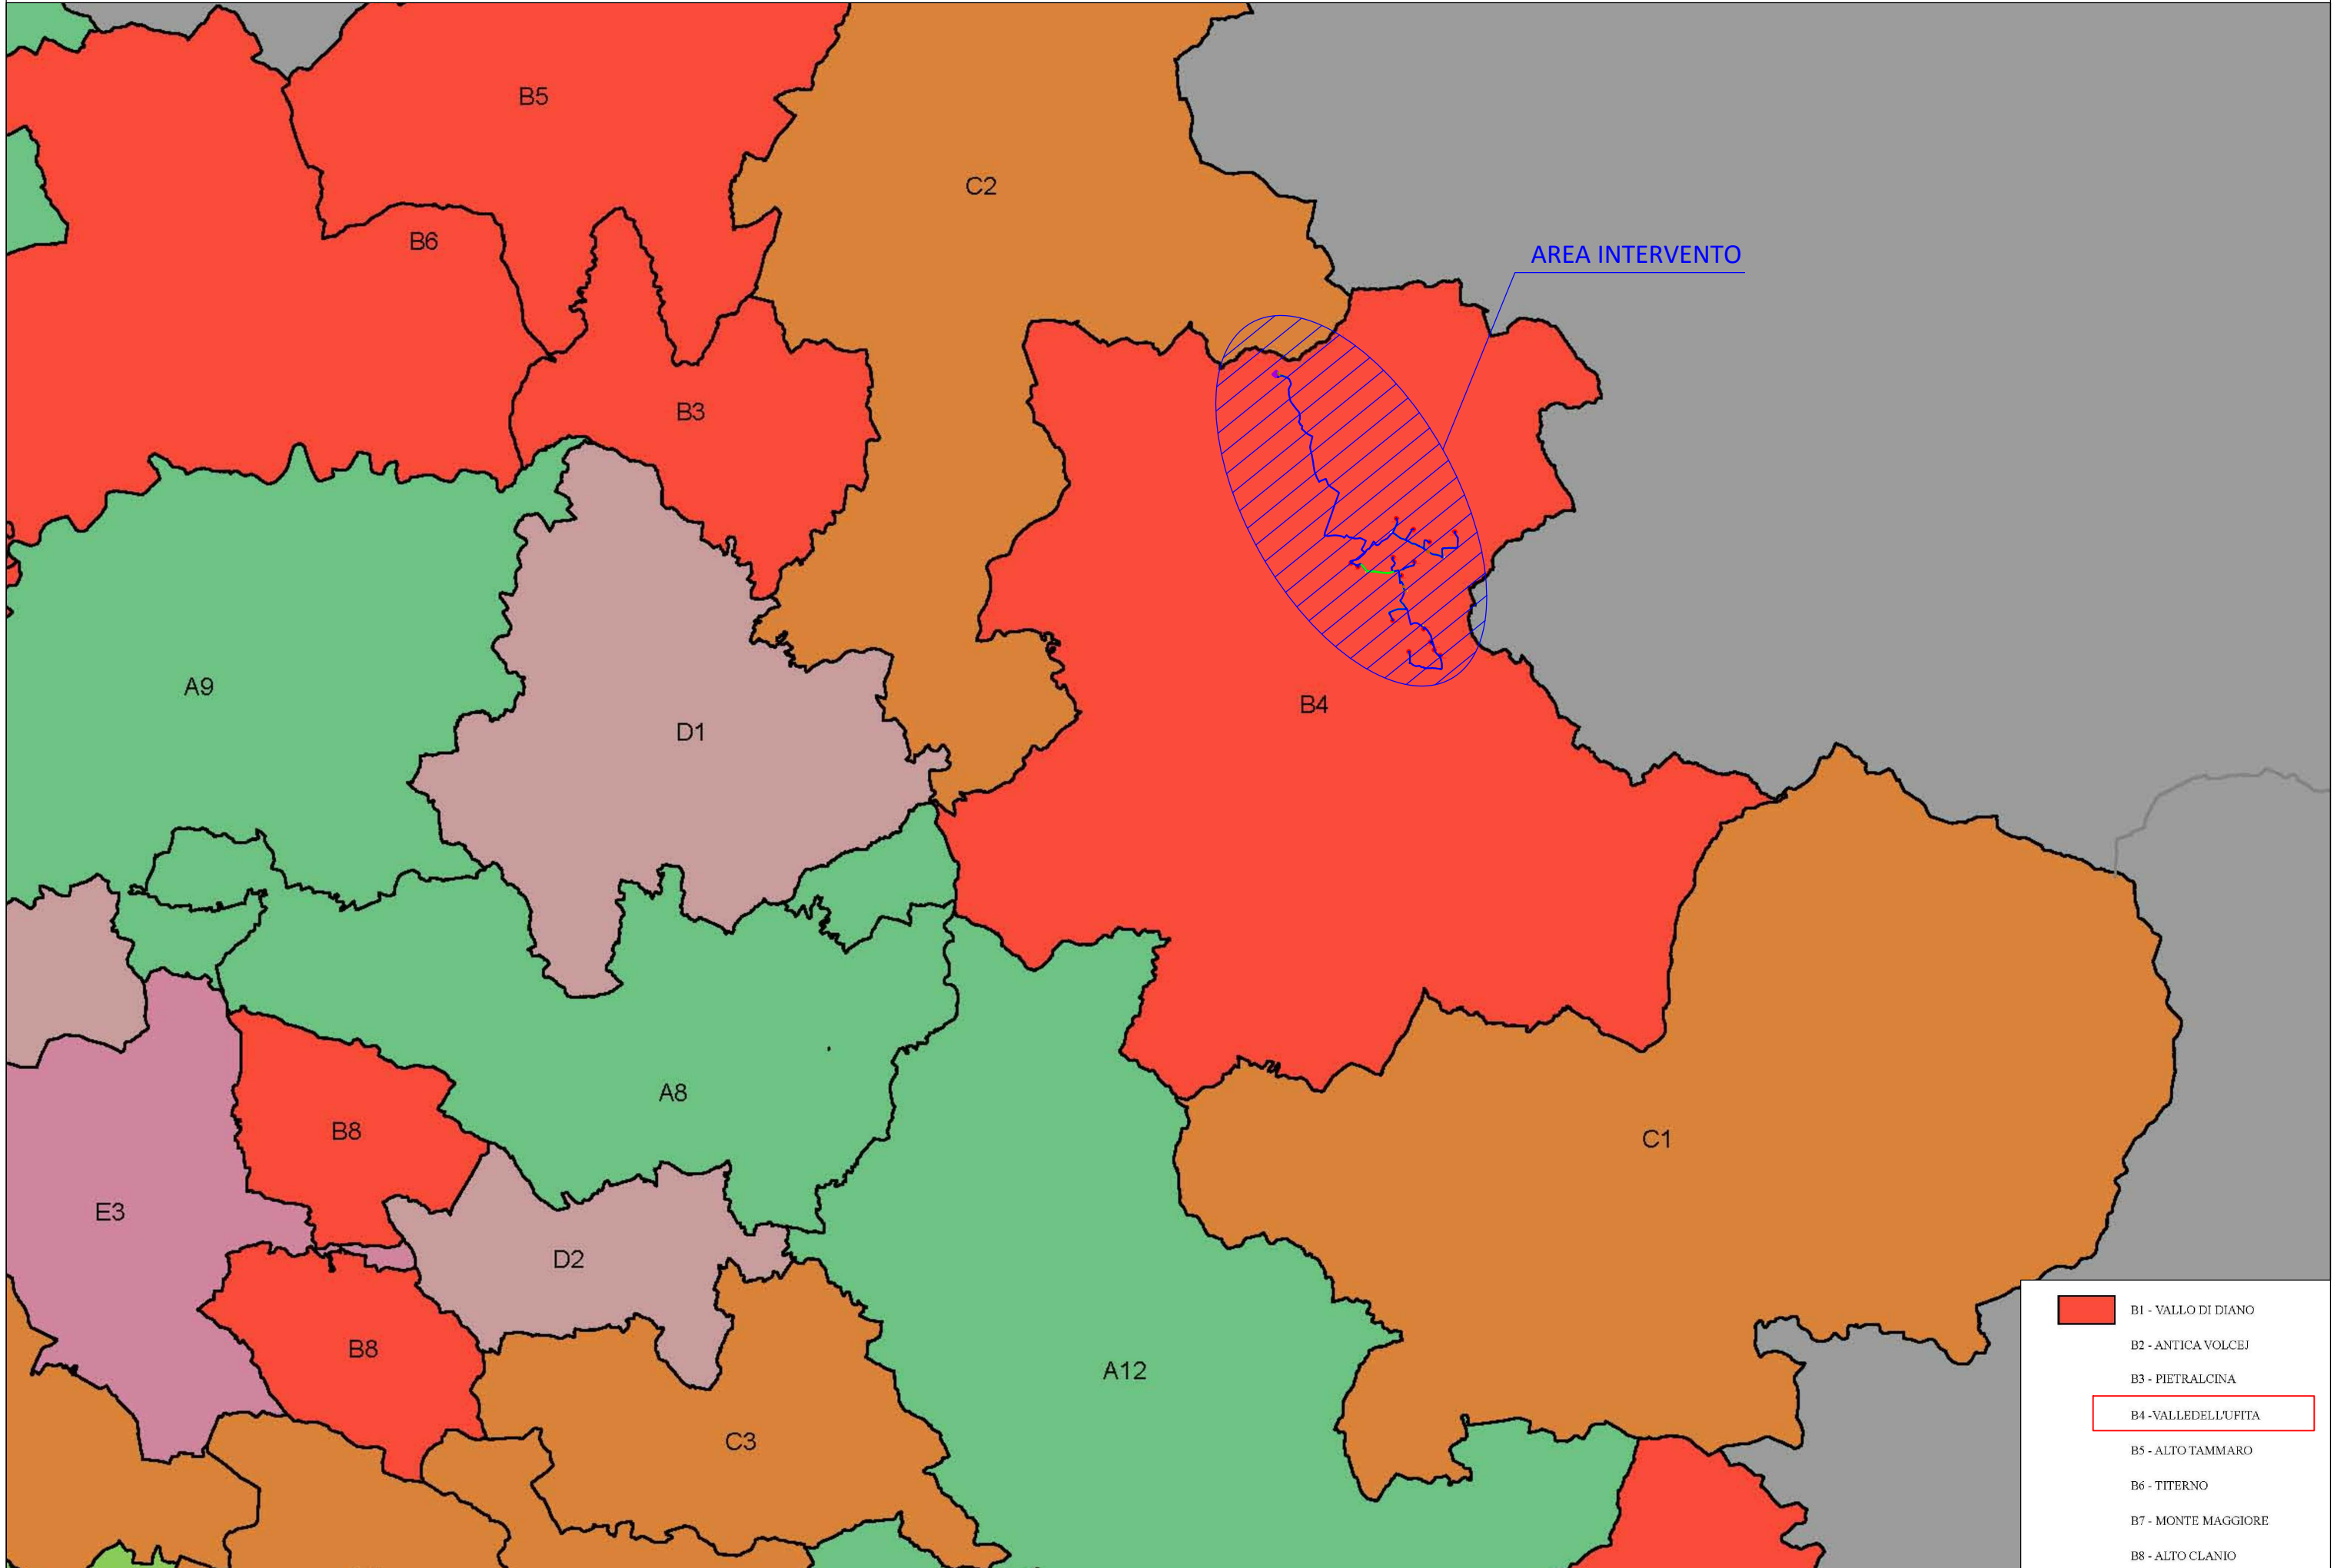 B5
C2
B6
AREA INTERVENTO
B3
A9
B4
D1
A8
B8
C1
E3
D2
B8
A12
C3
B1 - VALLO DI DIANO
B2 - ANTICA VOLCEJ
B3 - PIETRALCINA
B4 -VALLEDELL'UFITA
B5 - ALTO TAMMARO
B6 - TITERNO
B7 - MONTE MAGGIORE
B8 - ALTO CLANIO